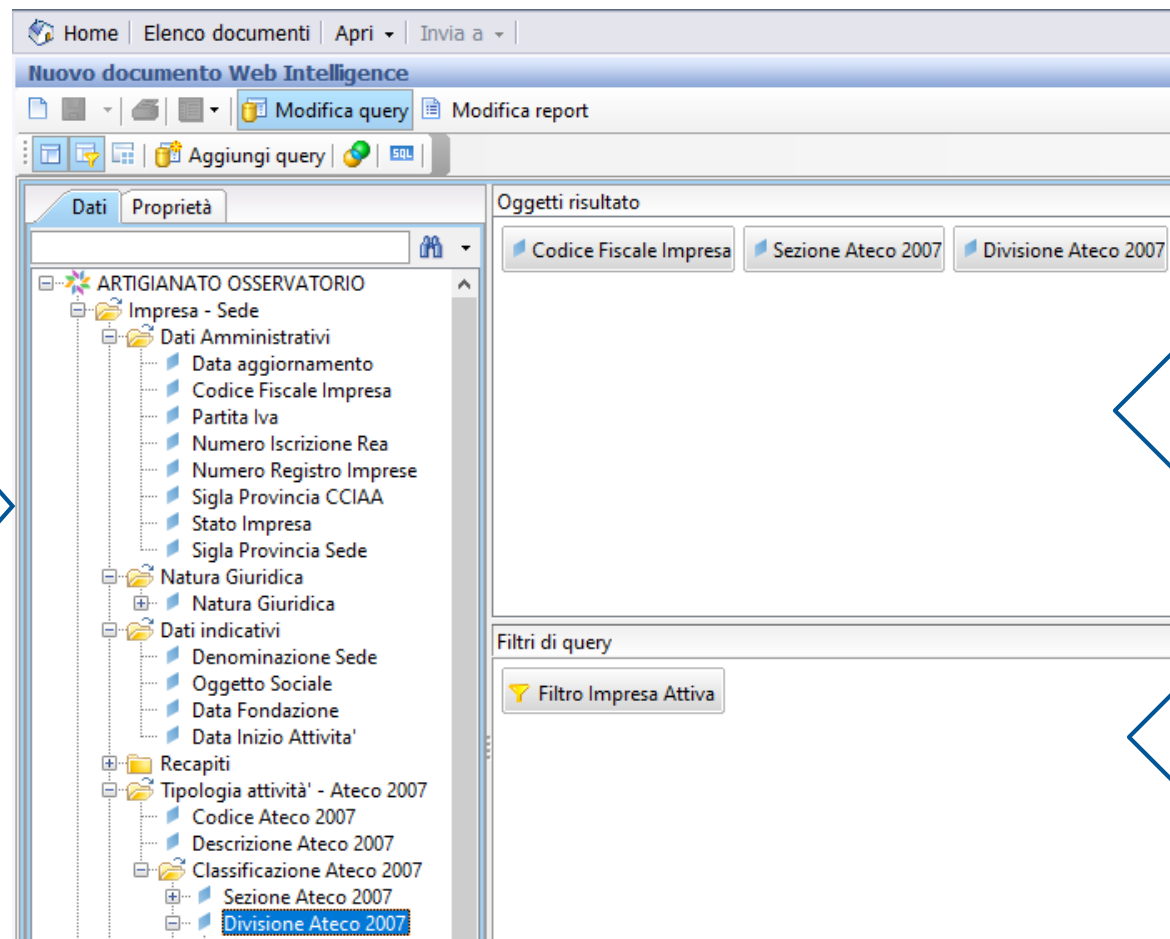 Home Elenco documenti Apri Invia a
Nuovo documento Web Intelligence
Modifica query Modifica report
Aggiungi query SQL
Dati Proprietà
ARTIGIANATO OSSERVATORIO
Impresa - Sede
Dati Amministrativi
Data aggiornamento
Codice Fiscale Impresa
Partita Iva
Numero Iscrizione Rea
Numero Registro Imprese
Sigla Provincia CCIAA
Stato Impresa
Sigla Provincia Sede
Natura Giuridica
Natura Giuridica
Dati indicativi
Denominazione Sede
Oggetto Sociale
Data Fondazione
Data Inizio Attivita'
Recapiti
Tipologia attività' - Ateco 2007
Codice Ateco 2007
Descrizione Ateco 2007
Classificazione Ateco 2007
Sezione Ateco 2007
Divisione Ateco 2007
Oggetti risultato
Codice Fiscale Impresa Sezione Ateco 2007 Divisione Ateco 2007
Filtri di query
Filtro Impresa Attiva